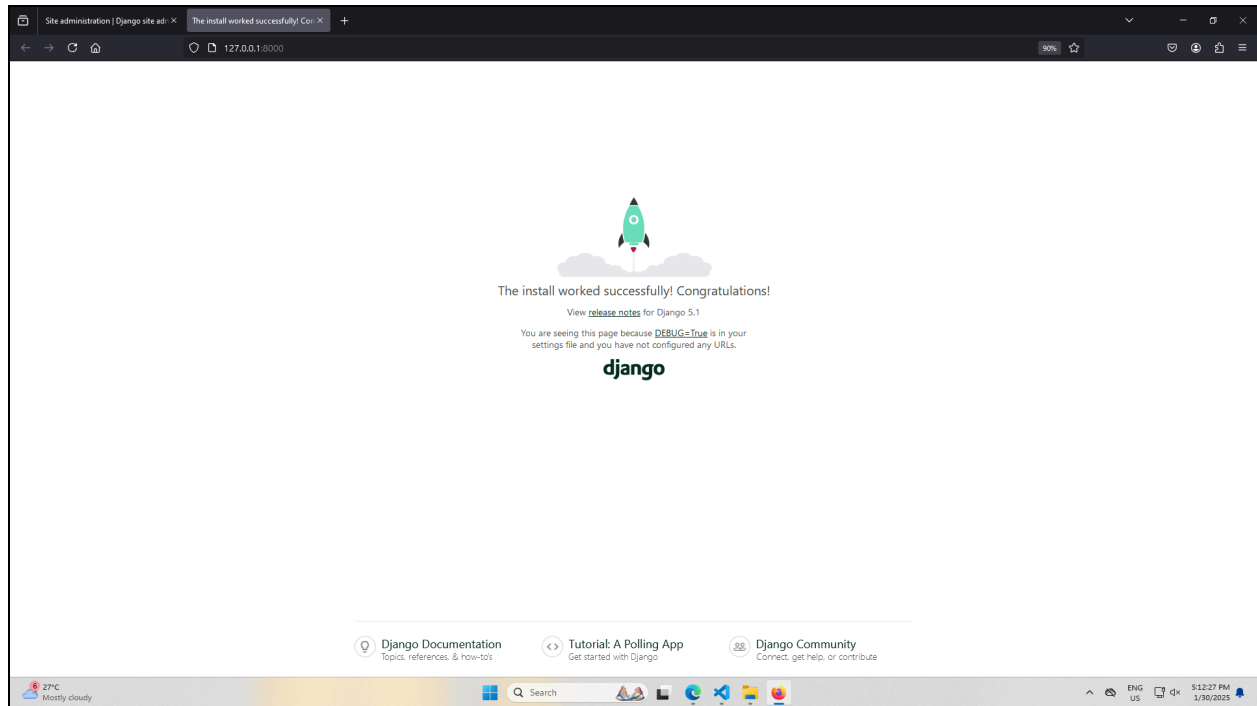 Site administration | Django site adn
The install worked successfully! Con
127.0.0.1:8000
90%
The install worked successfully! Congratulations!
View release notes for Django 5.1
You are seeing this page because DEBUG=True is in your
settings file and you have not configured any URLs.
django
Django Documentation
Topics, references, & how-to's
Tutorial: A Polling App
Get started with Django
Django Community
Connect, get help, or contribute
6
27°C
Mostly cloudy
Search
ENG
US
5:12:27 PM
1/30/2025